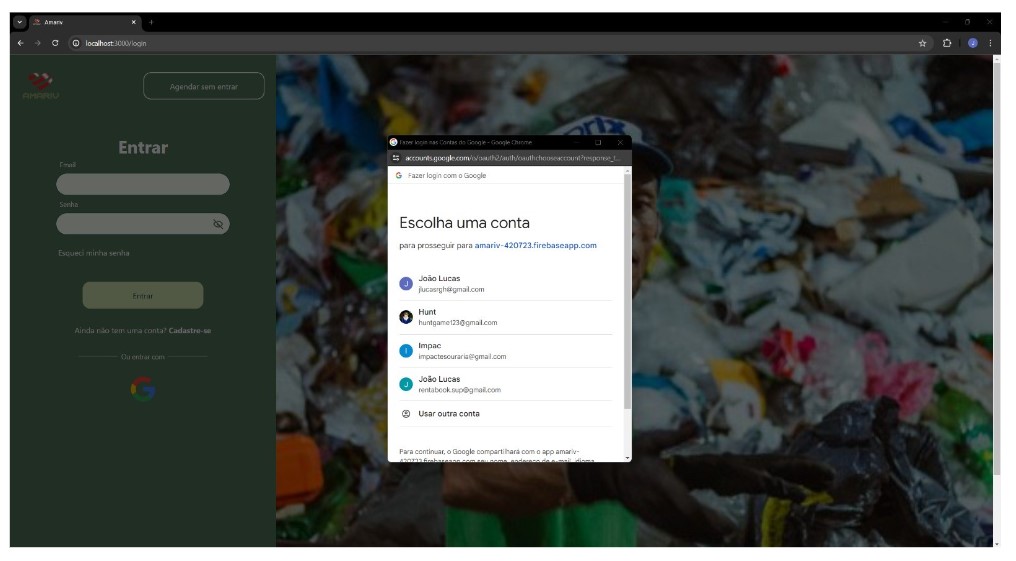 Amariv
localhost:3000/login
AMARIV
Agendar sem entrar
Entrar
Email
Senha
Esqueci minha senha
Entrar
Ainda não tem uma conta? Cadastre-se
Ou entrar com
Fazer login nas Contas do Google – Google Chrome
accounts.google.com/o/oauth2/auth/oauthchooseaccount?response_t...
Fazer login com o Google
Escolha uma conta
para prosseguir para amariv-420723.firebaseapp.com
João Lucas
jlucasrgh@gmail.com
Hunt
huntgame123@gmail.com
Impac
impactesouraria@gmail.com
João Lucas
rentabook.sup@gmail.com
Usar outra conta
Para continuar, o Google compartilhará com o app amariv-
420723.firebaseapp.com seu nome, endereço de e-mail, idioma